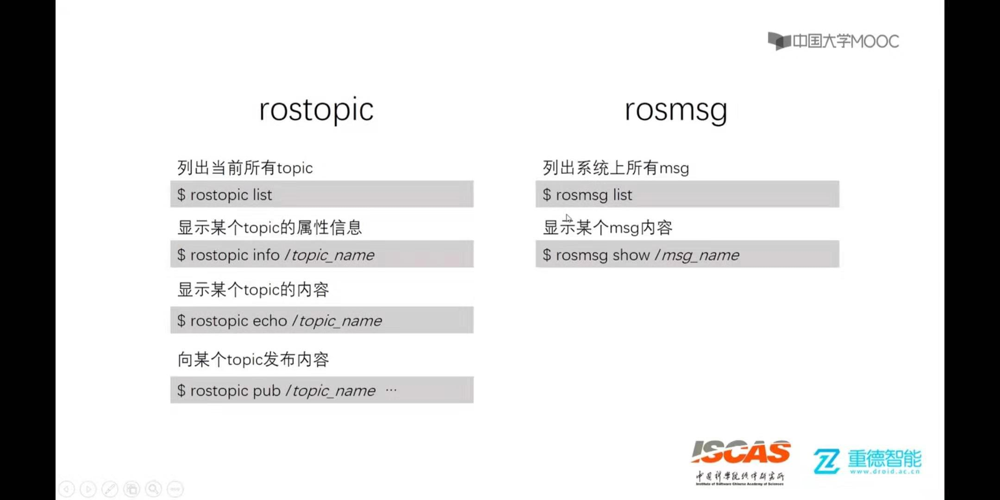 中国大学MOOC
rostopic
列出当前所有topic
$ rostopic list
显示某个topic的属性信息
$ rostopic info /topic_name
显示某个topic的内容
$ rostopic echo /topic_name
向某个topic发布内容
$ rostopic pub /topic_name ···
rosmsg
列出系统上所有msg
$ rosmsg list
显示某个msg内容
$ rosmsg show /msg_name
ISCAS
中国科学院软件研究所
Institute of Software Chinese Academy of Sciences
重德智能
www.droid.ac.cn